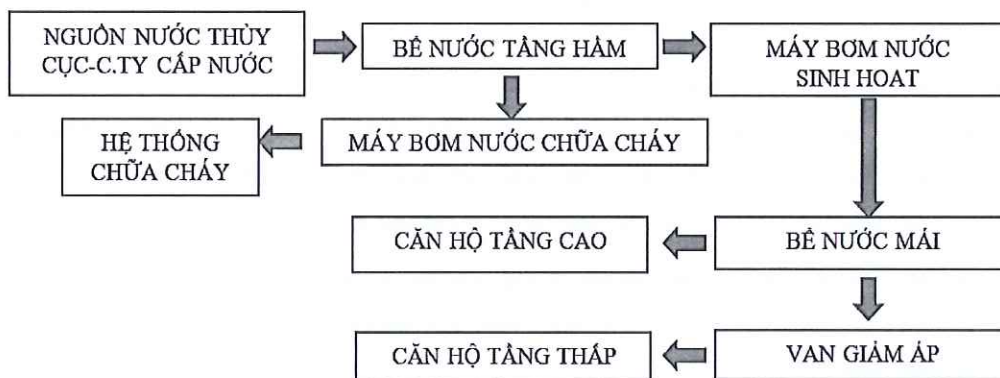 NGUỒN NƯỚC THỦY
CỤC-C.TY CẤP NƯỚC
BỂ NƯỚC TẦNG HẦM
MÁY BƠM NƯỚC
SINH HOAT
HỆ THỐNG
CHỮA CHÁY
MÁY BƠM NƯỚC CHỮA CHÁY
CĂN HỘ TẦNG CAO
BỂ NƯỚC MÁI
CĂN HỘ TẦNG THẤP
VAN GIẢM ÁP